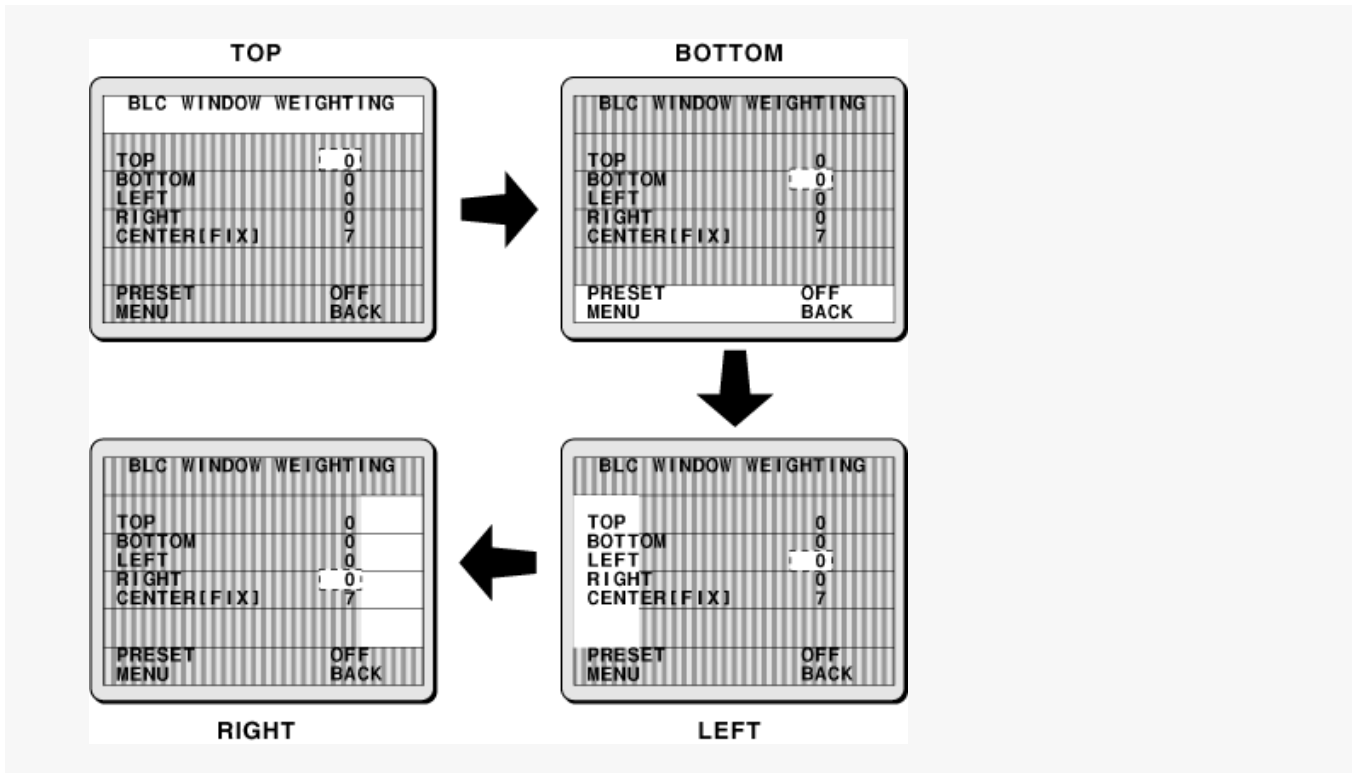 TOP
BLC WINDOW WEIGHTING
TOP 0
BOTTOM 0
LEFT 0
RIGHT 0
CENTER[FIX] 7
PRESET OFF
MENU BACK
BOTTOM
BLC WINDOW WEIGHTING
TOP 0
BOTTOM 0
LEFT 0
RIGHT 0
CENTER[FIX] 7
PRESET OFF
MENU BACK
BLC WINDOW WEIGHTING
TOP 0
BOTTOM 0
LEFT 0
RIGHT 0
CENTER[FIX] 7
PRESET OFF
MENU BACK
RIGHT
BLC WINDOW WEIGHTING
TOP 0
BOTTOM 0
LEFT 0
RIGHT 0
CENTER[FIX] 7
PRESET OFF
MENU BACK
LEFT